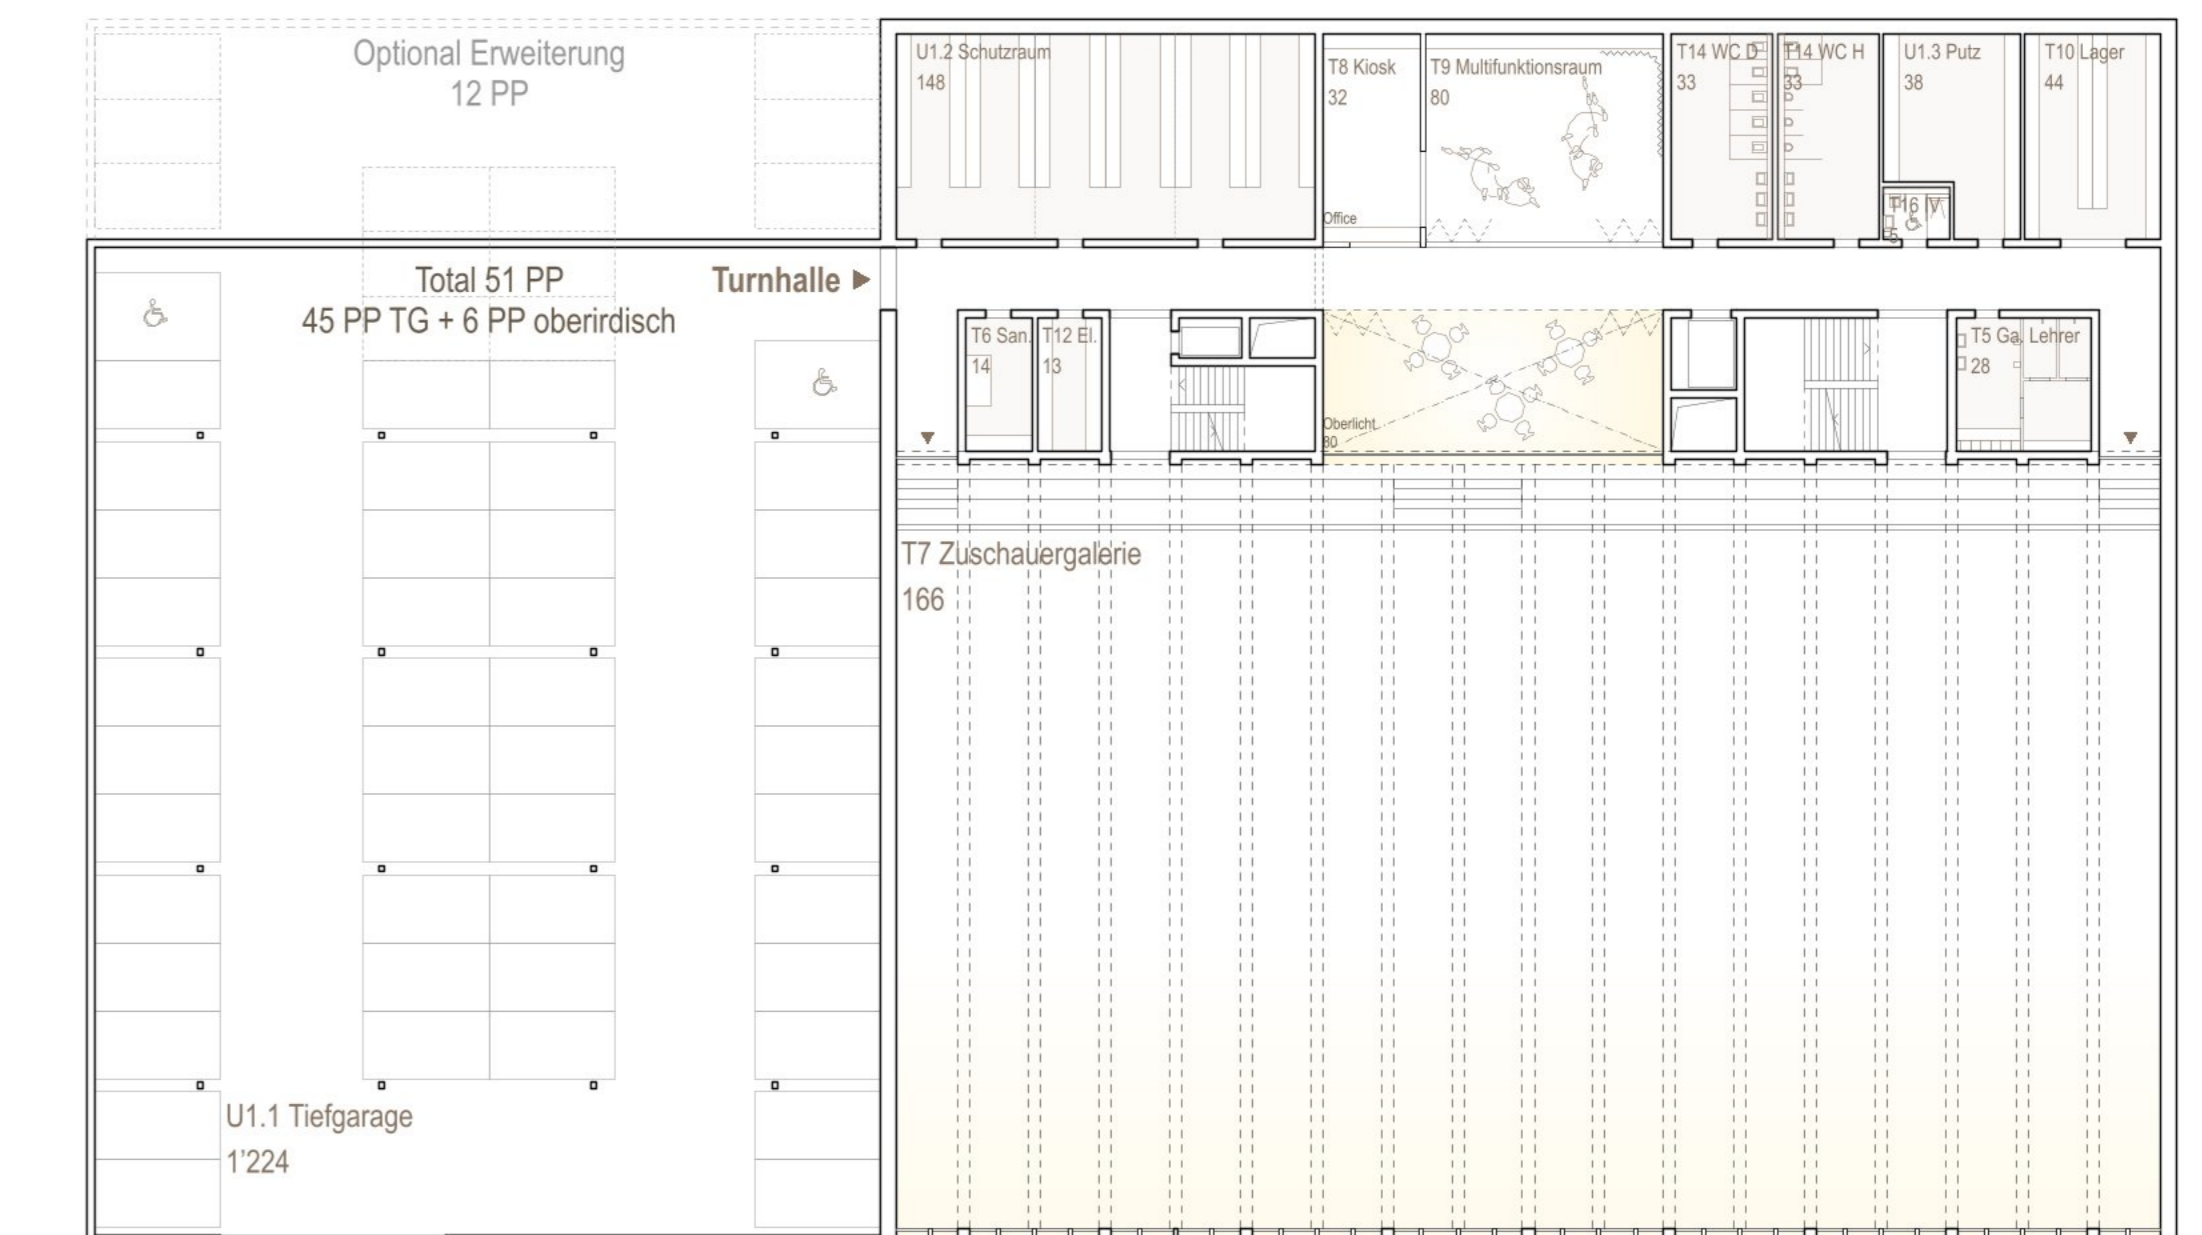 Optional Erweiterung
12 PP
U1.2 Schutzraum
148
T8 Kiosk
32
Office
T9 Multifunktionsraum
80
T14 WC D
33
T14 WC H
33
U1.3 Putz
38
T16 IV
5
T10 Lager
44
Total 51 PP
45 PP TG + 6 PP oberirdisch
Turnhalle
T6 San.
14
T12 El.
13
Oberlicht
80
T5 Ga. Lehrer
28
T7 Zuschauergalerie
166
U1.1 Tiefgarage
1’224